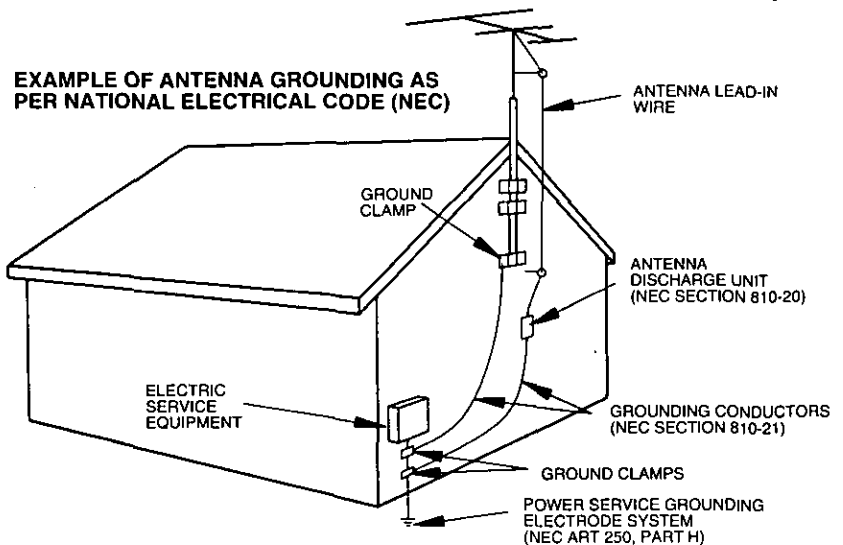 EXAMPLE OF ANTENNA GROUNDING AS
PER NATIONAL ELECTRICAL CODE (NEC)
ANTENNA LEAD-IN
WIRE
GROUND
CLAMP
ANTENNA
DISCHARGE UNIT
(NEC SECTION 810-20)
ELECTRIC
SERVICE
EQUIPMENT
GROUNDING CONDUCTORS
(NEC SECTION 810-21)
GROUND CLAMPS
POWER SERVICE GROUNDING
ELECTRODE SYSTEM
(NEC ART 250, PART H)